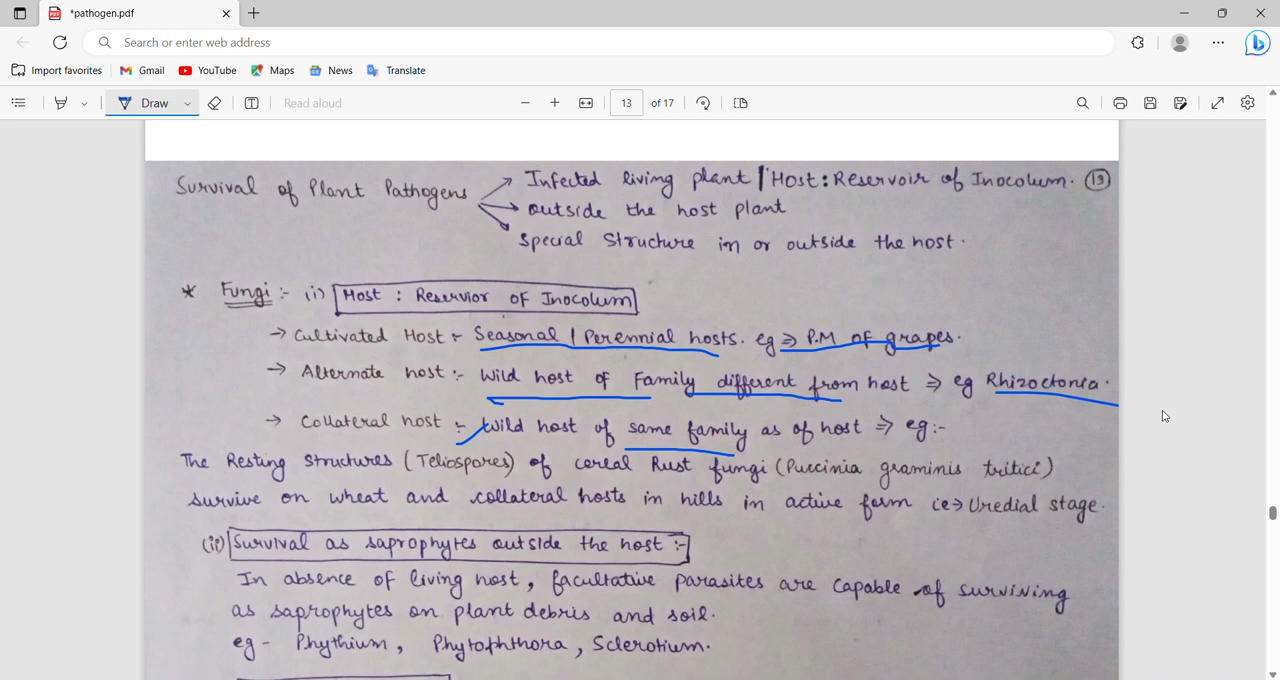 *pathogen.pdf
Search or enter web address
Import favorites Gmail YouTube Maps News Translate
Draw Read aloud 13 of 17
Survival of Plant Pathogens → Infected living plant / Host : Reservoir of Inocolum. 13
→ outside the host plant
→ Special Structure in or outside the host.
* Fungi :- (i) Host : Reservior of Inocolum
→ Cultivated Host :- Seasonal / Perennial hosts. eg ⇒ P.M of grapes.
→ Alternate host :- Wild host of Family different from host ⇒ eg Rhizoctonia.
→ Collateral host :- Wild host of same family as of host ⇒ eg:-
The Resting Structures (Teliospores) of cereal Rust fungi (Puccinia graminis tritici)
survive on wheat and collateral hosts in hills in active form ie→ Uredial stage.
(ii) Survival as saprophytes outside the host :-
In absence of living host, facultative parasites are capable of surviving
as saprophytes on plant debris and soil.
eg - Phythium, Phytophthora, Sclerotium.